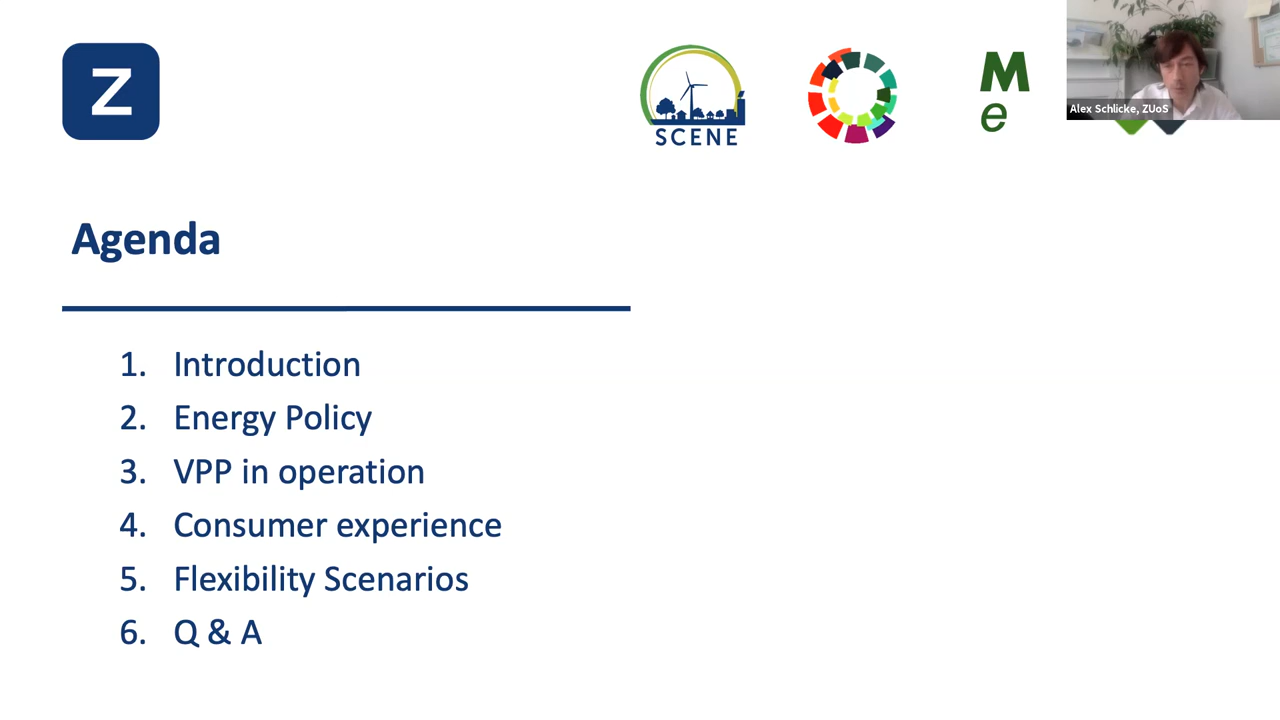 Z
SCENE
M
e
Alex Schlicke, ZUoS
Agenda
1. Introduction
2. Energy Policy
3. VPP in operation
4. Consumer experience
5. Flexibility Scenarios
6. Q & A